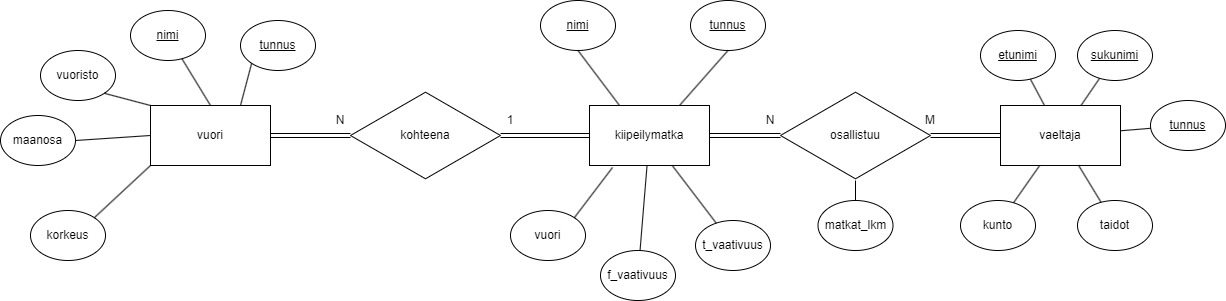 nimi
tunnus
vuoristo
maanosa
vuori
korkeus
N
kohteena
1
nimi
tunnus
kiipeilymatka
vuori
f_vaativuus
t_vaativuus
N
osallistuu
M
matkat_lkm
etunimi
sukunimi
tunnus
vaeltaja
kunto
taidot